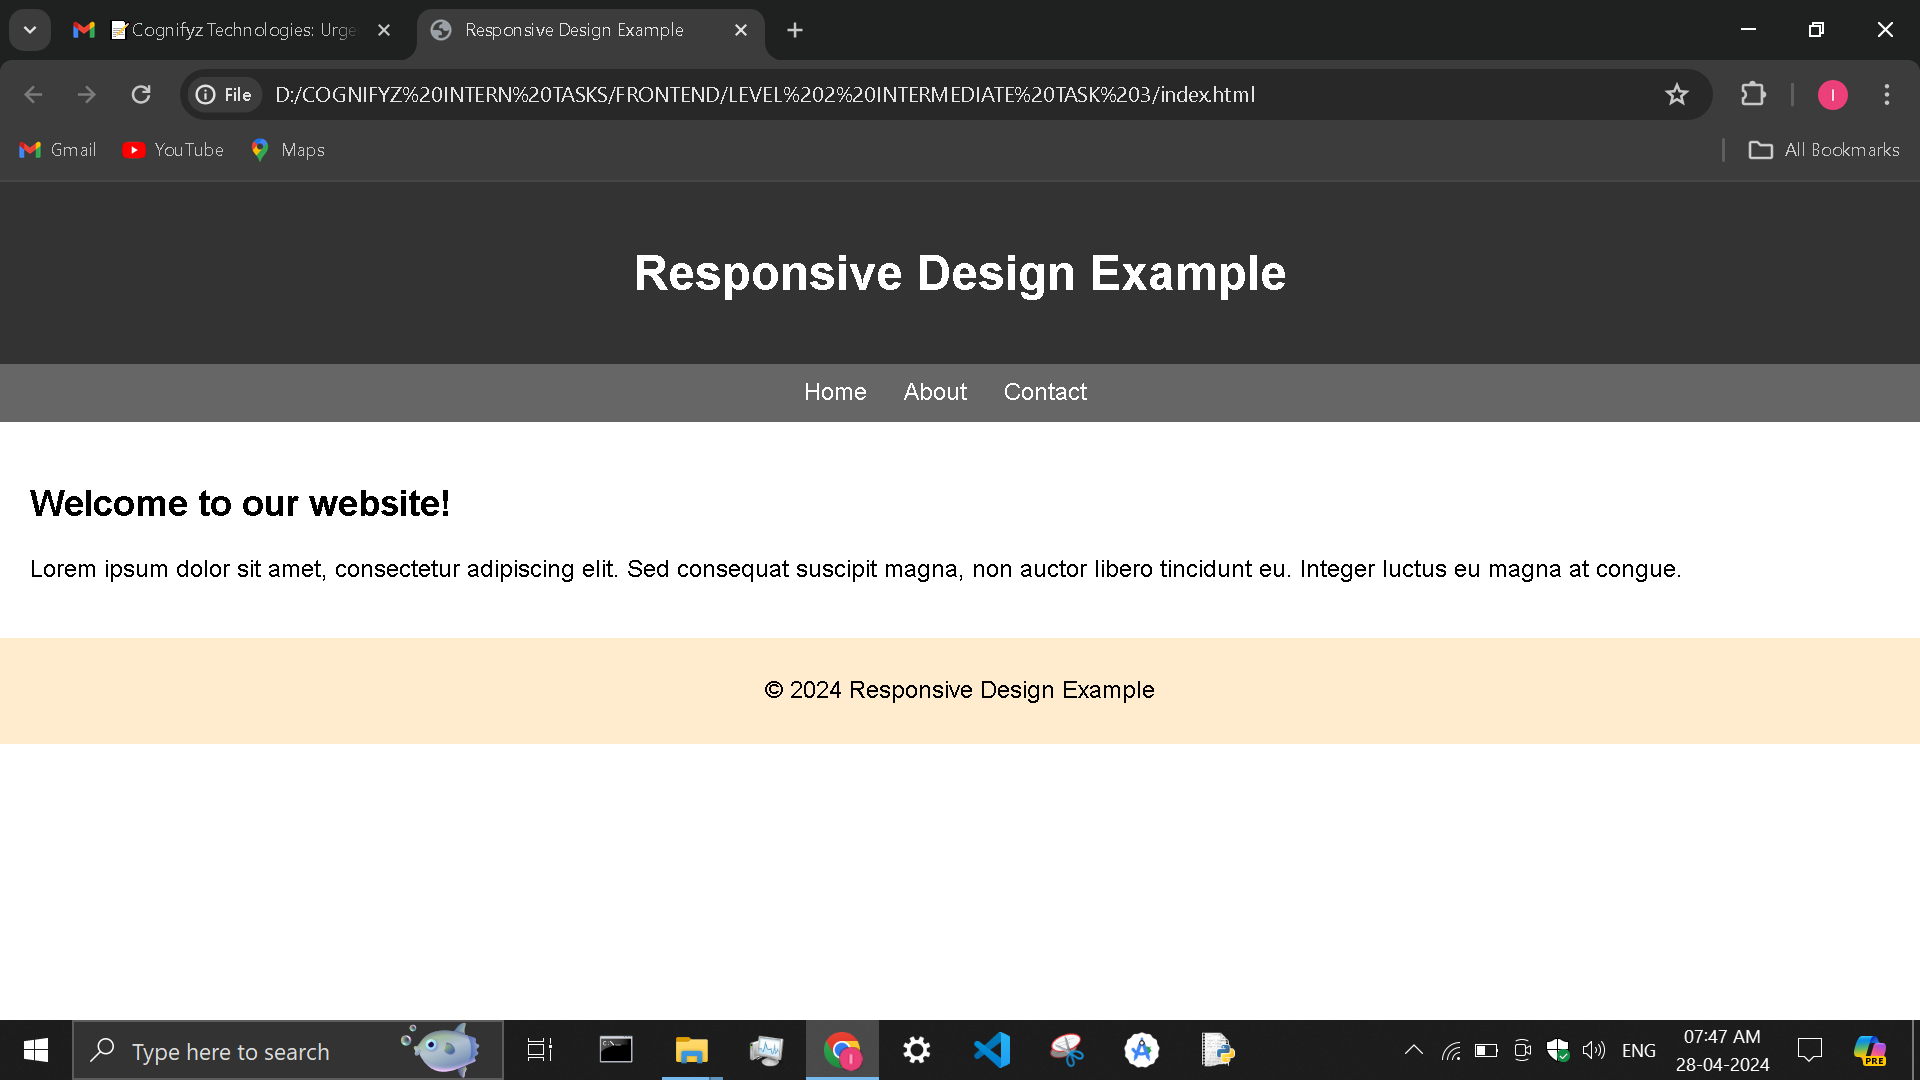 📝Cognifyz Technologies: Urge
Responsive Design Example
File
D:/COGNIFYZ%20INTERN%20TASKS/FRONTEND/LEVEL%202%20INTERMEDIATE%20TASK%203/index.html
I
Gmail
YouTube
Maps
All Bookmarks
Responsive Design Example
Home About Contact
Welcome to our website!
Lorem ipsum dolor sit amet, consectetur adipiscing elit. Sed consequat suscipit magna, non auctor libero tincidunt eu. Integer luctus eu magna at congue.
© 2024 Responsive Design Example
Type here to search
I
ENG
07:47 AM
28-04-2024
PRE